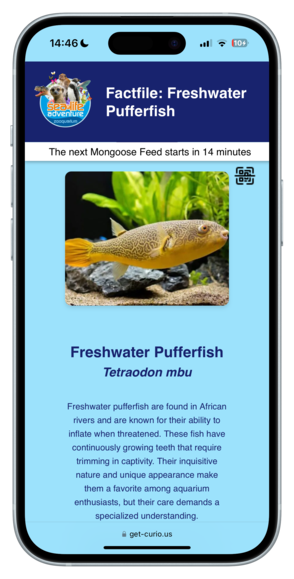 14:46
10+
Sealife
adventure
Factfile: Freshwater
Pufferfish
The next Mongoose Feed starts in 14 minutes
Freshwater Pufferfish
Tetraodon mbu
Freshwater pufferfish are found in African
rivers and are known for their ability to
inflate when threatened. These fish have
continuously growing teeth that require
trimming in captivity. Their inquisitive
nature and unique appearance make
them a favorite among aquarium
enthusiasts, but their care demands a
specialized understanding.
get-curio.us